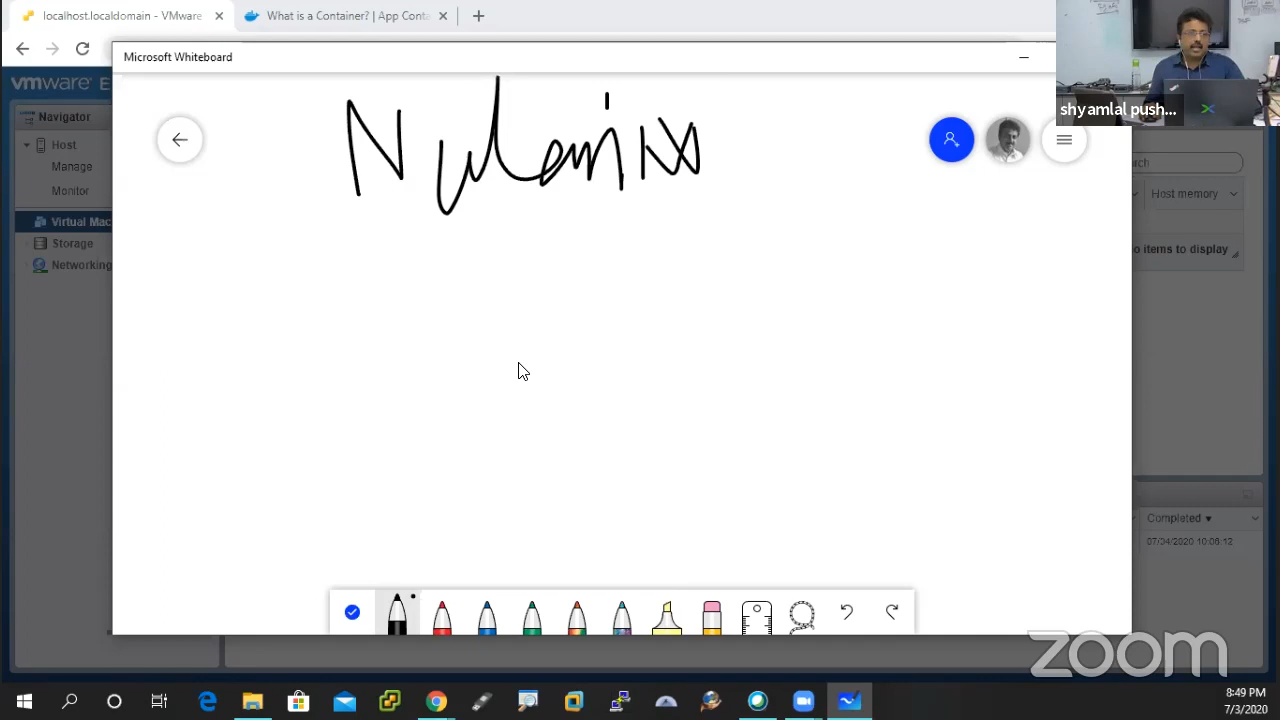 localhost.localdomain - VMware
What is a Container? | App Conta
Microsoft Whiteboard
vmware E
shyamlal push...
Navigator
Host
Manage
Monitor
Virtual Mac
Storage
Networking
Nutanix
rch
Host memory
o items to display
Completed
07/04/2020 10:06:12
zoom
8:49 PM
7/3/2020